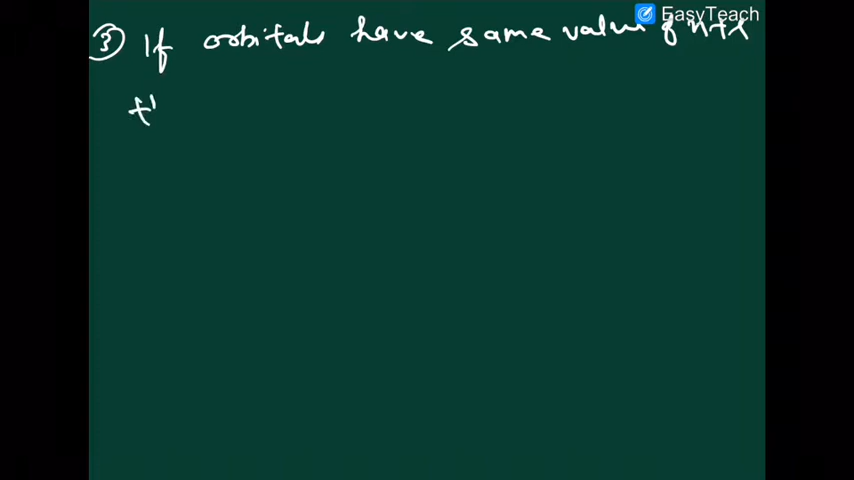 EasyTeach
③ If orbitals have same value of n+l